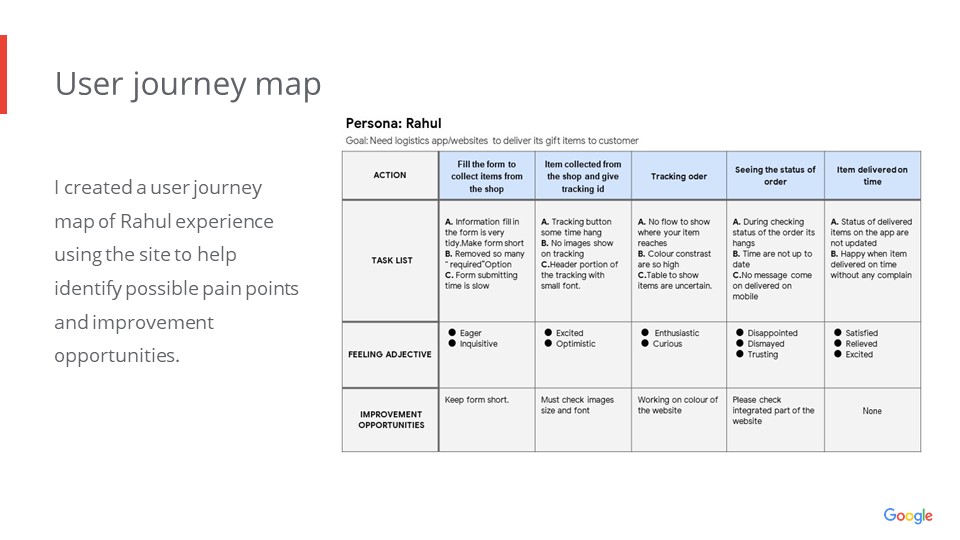 User journey map
I created a user journey
map of Rahul experience
using the site to help
identify possible pain points
and improvement
opportunities.
Persona: Rahul
Goal: Need logistics app/websites to deliver its gift items to customer
ACTION
Fill the form to
collect items from
the shop
Item collected from
the shop and give
tracking id
Tracking oder
Seeing the status of
order
Item delivered on
time
TASK LIST
A. Information fill in
the form is very
tidy.Make form short
B. Removed so many
“ required”Option
C. Form submitting
time is slow
A. Tracking button
some time hang
B. No images show
on tracking
C.Header portion of
the tracking with
small font.
A. No flow to show
where your item
reaches
B. Colour constrast
are so high
C.Table to show
items are uncertain.
A. During checking
status of the order its
hangs
B. Time are not up to
date
C.No message come
on delivered on
mobile
A. Status of delivered
items on the app are
not updated
B. Happy when item
delivered on time
without any complain
FEELING ADJECTIVE
● Eager
● Inquisitive
● Excited
● Optimistic
● Enthusiastic
● Curious
● Disappointed
● Dismayed
● Trusting
● Satisfied
● Relieved
● Excited
IMPROVEMENT
OPPORTUNITIES
Keep form short.
Must check images
size and font
Working on colour of
the website
Please check
integrated part of the
website
None
Google